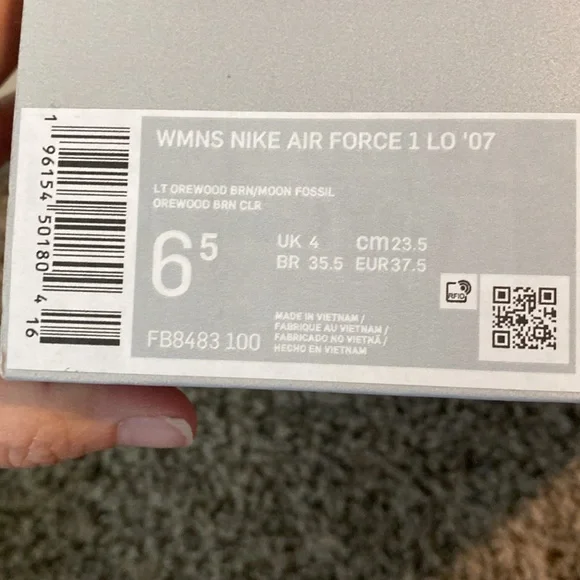 WMNS NIKE AIR FORCE 1 LO '07
LT OREWOOD BRN/MOON FOSSIL
OREWOOD BRN CLR
6⁵
UK 4 cm 23.5
BR 35.5 EUR 37.5
RFID
FB8483 100
MADE IN VIETNAM /
FABRIQUE AU VIETNAM /
FABRICADO NO VIETNÃ /
HECHO EN VIETNAM
1 96154 50180 4 16